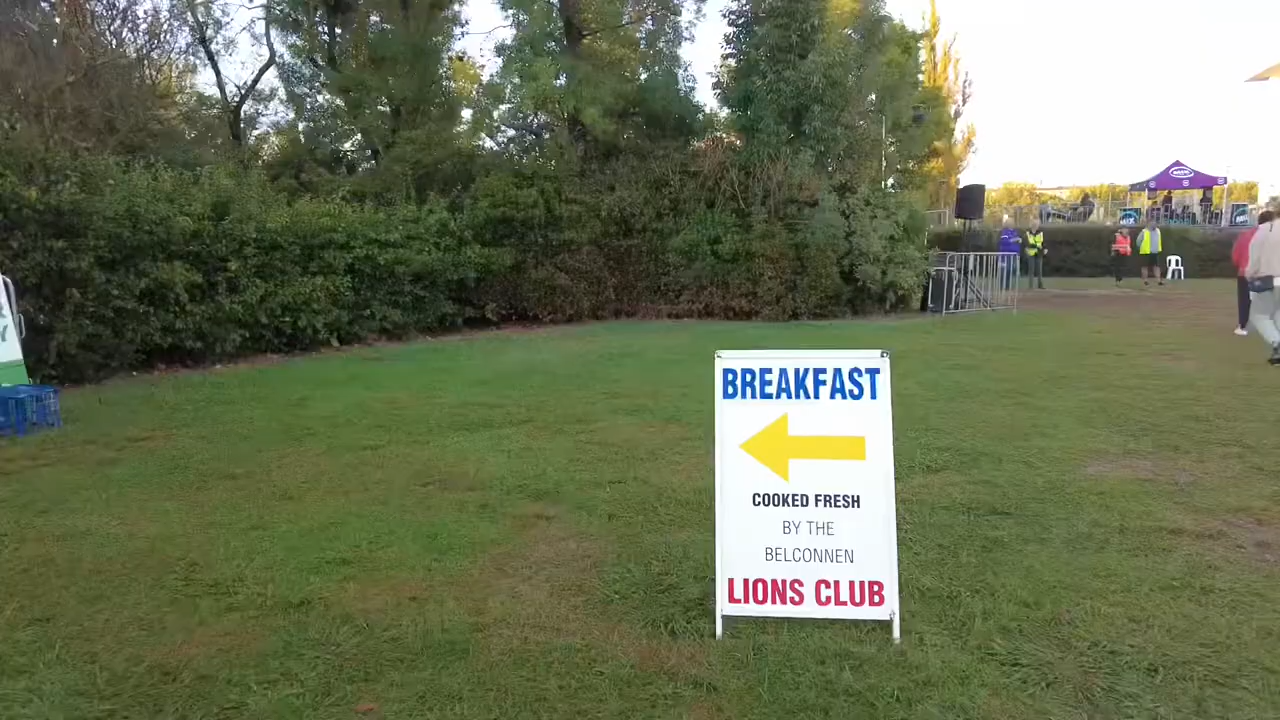 BREAKFAST
COOKED FRESH
BY THE
BELCONNEN
LIONS CLUB